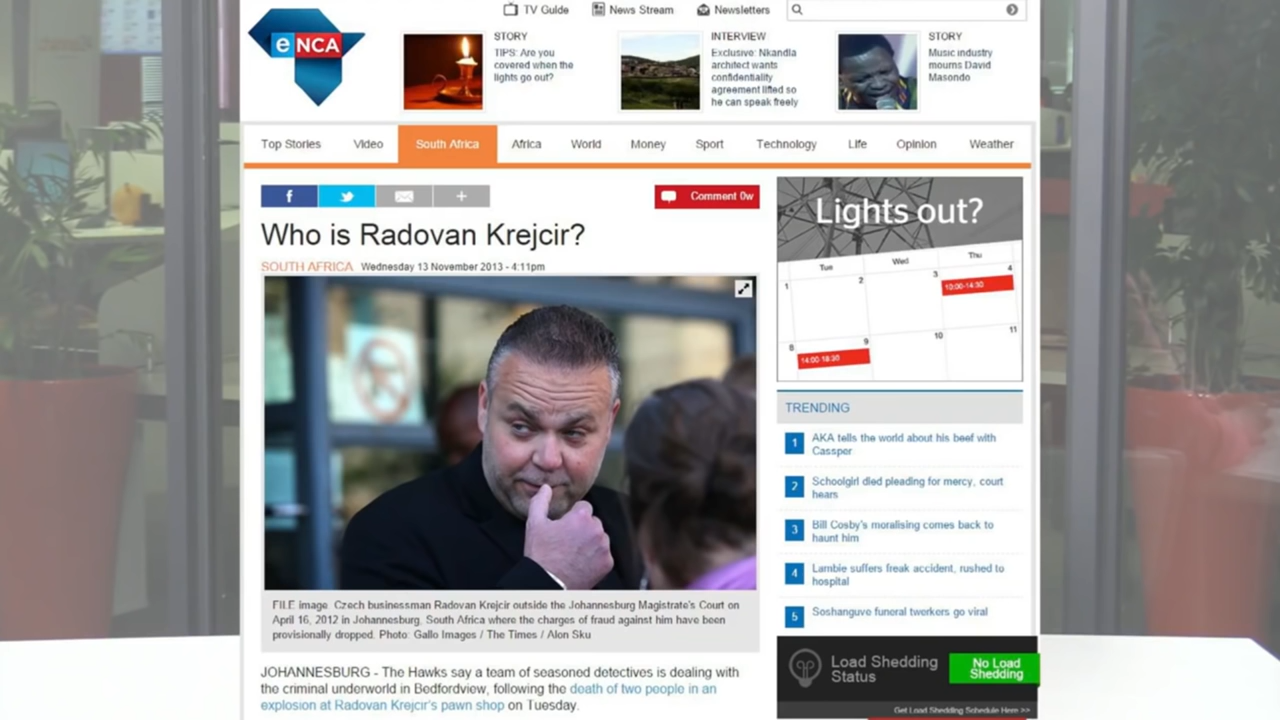 TV Guide
News Stream
Newsletters
eNCA
STORY
TIPS: Are you
covered when the
lights go out?
INTERVIEW
Exclusive: Nkandla
architect wants
confidentiality
agreement lifted so
he can speak freely
STORY
Music industry
mourns David
Masondo
Top Stories
Video
South Africa
Africa
World
Money
Sport
Technology
Life
Opinion
Weather
f
+
Comment 0w
Who is Radovan Krejcir?
SOUTH AFRICA Wednesday 13 November 2013 - 4:11pm
FILE image. Czech businessman Radovan Krejcir outside the Johannesburg Magistrate's Court on
April 16, 2012 in Johannesburg, South Africa where the charges of fraud against him have been
provisionally dropped. Photo: Gallo Images / The Times / Alon Sku
JOHANNESBURG - The Hawks say a team of seasoned detectives is dealing with
the criminal underworld in Bedfordview, following the death of two people in an
explosion at Radovan Krejcir's pawn shop on Tuesday.
Lights out?
Tue Wed Thu
1 2 3 4
10:00-14:30
8 9 10 11
14:00-18:30
TRENDING
1 AKA tells the world about his beef with
Cassper
2 Schoolgirl died pleading for mercy, court
hears
3 Bill Cosby's moralising comes back to
haunt him
4 Lambie suffers freak accident, rushed to
hospital
5 Soshanguve funeral twerkers go viral
Load Shedding
Status
No Load
Shedding
Get Load Shedding Schedule Here >>